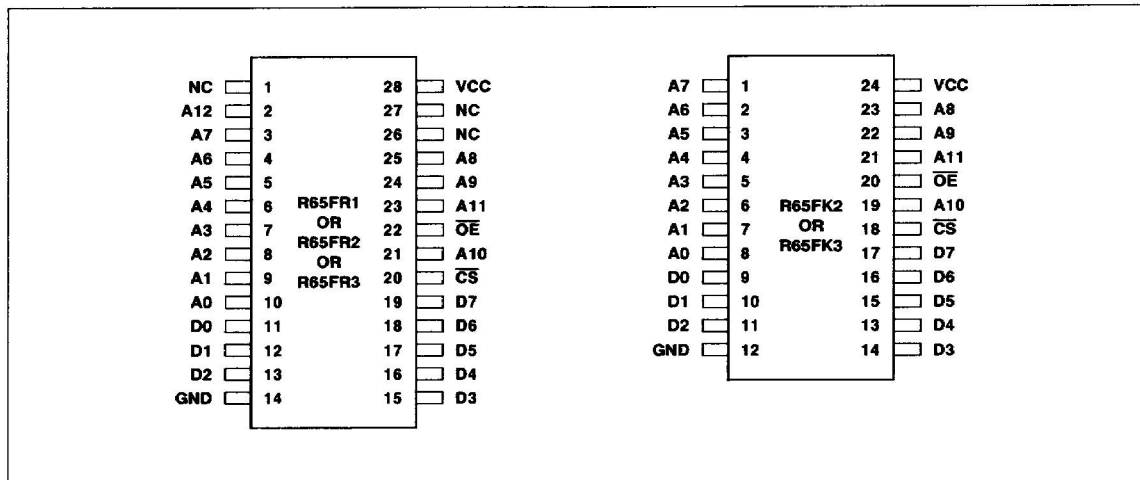 NC 1 28 VCC
A12 2 27 NC
A7 3 26 NC
A6 4 25 A8
A5 5 24 A9
A4 6 23 A11
A3 7 22 O̅E̅
A2 8 21 A10
A1 9 20 C̅S̅
A0 10 19 D7
D0 11 18 D6
D1 12 17 D5
D2 13 16 D4
GND 14 15 D3
R65FR1
OR
R65FR2
OR
R65FR3
A7 1 24 VCC
A6 2 23 A8
A5 3 22 A9
A4 4 21 A11
A3 5 20 O̅E̅
A2 6 19 A10
A1 7 18 C̅S̅
A0 8 17 D7
D0 9 16 D6
D1 10 15 D5
D2 11 13 D4
GND 12 14 D3
R65FK2
OR
R65FK3